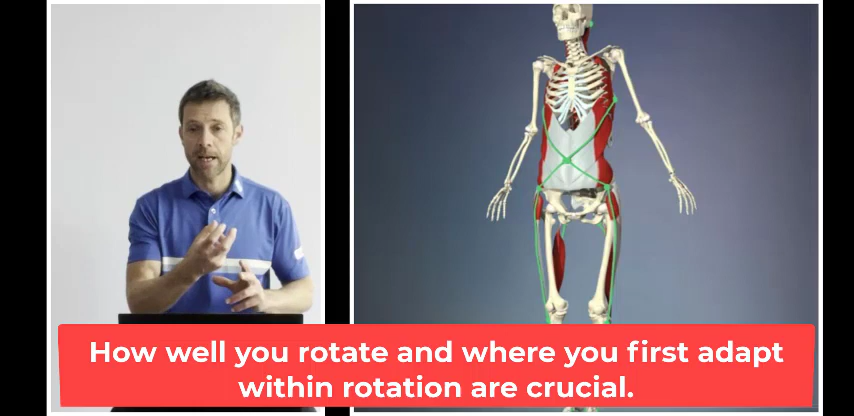 How well you rotate and where you first adapt
within rotation are crucial.